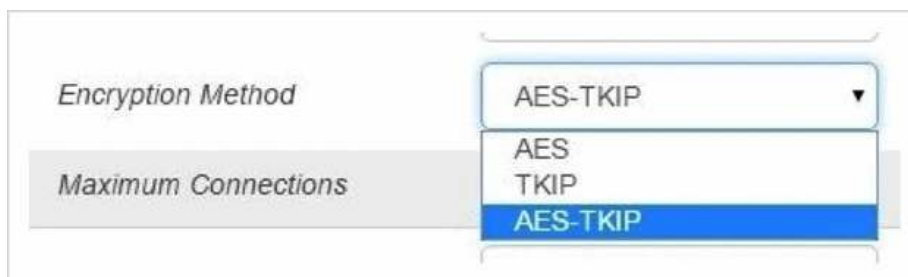 Encryption Method
AES-TKIP
AES
Maximum Connections
TKIP
AES-TKIP